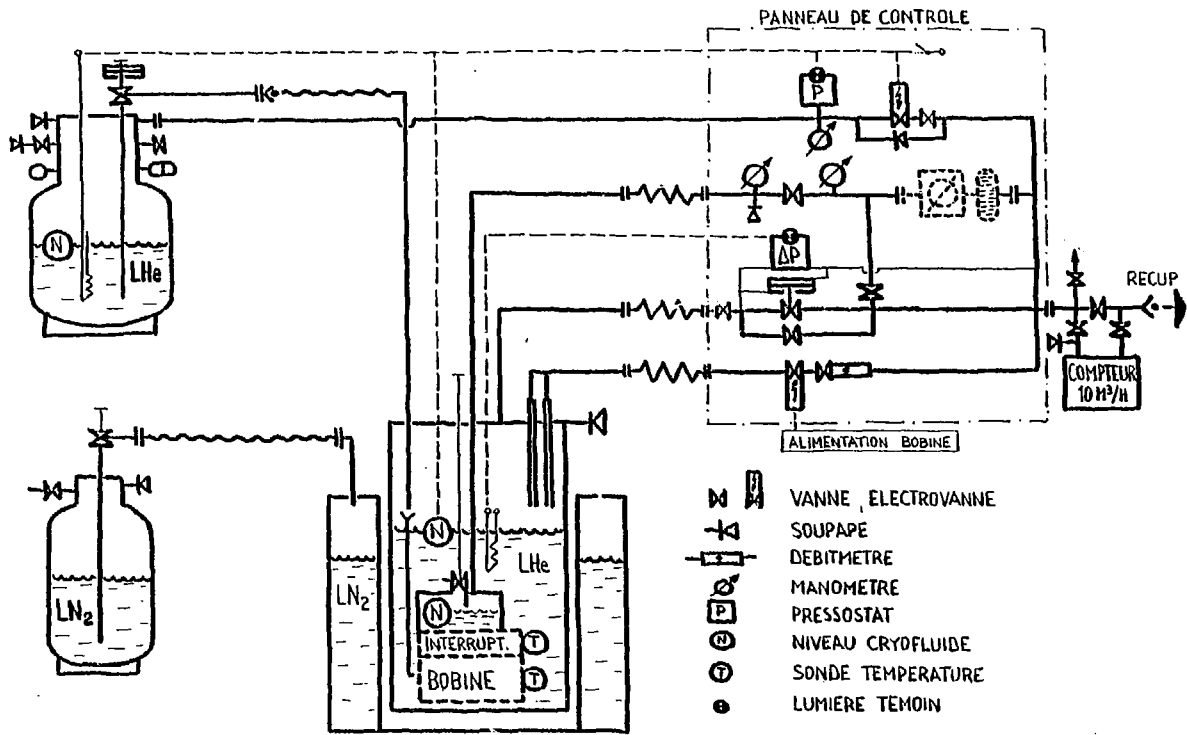 PANNEAU DE CONTROLE
P
N
LHe
ΔP
RECUP
COMPTEUR
10 M³/H
ALIMENTATION BOBINE
LN₂
LN₂
N
LHe
N
INTERRUPT.
T
BOBINE
T
VANNE, ELECTROVANNE
SOUPAPE
DEBITMETRE
MANOMETRE
P
PRESSOSTAT
N
NIVEAU CRYOFLUIDE
T
SONDE TEMPERATURE
LUMIERE TEMOIN